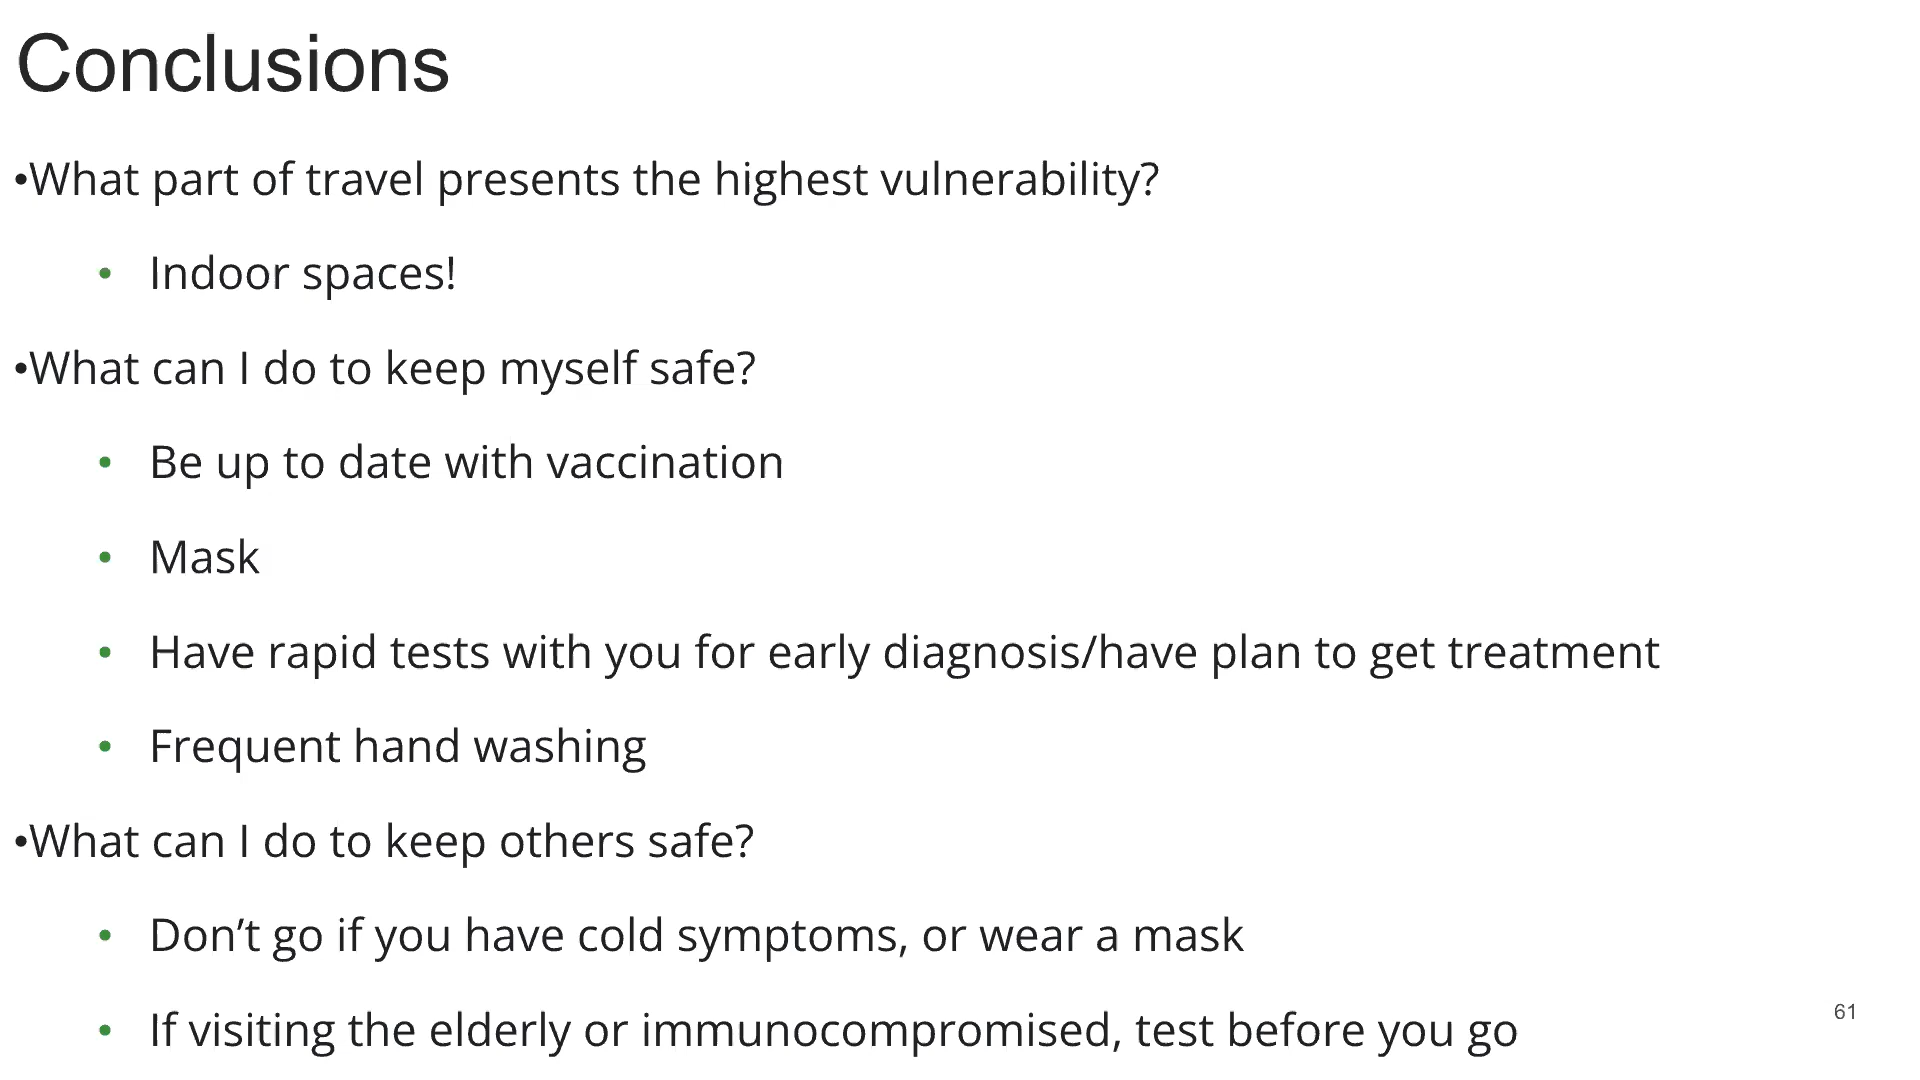 Conclusions
•What part of travel presents the highest vulnerability?
• Indoor spaces!
•What can I do to keep myself safe?
• Be up to date with vaccination
• Mask
• Have rapid tests with you for early diagnosis/have plan to get treatment
• Frequent hand washing
•What can I do to keep others safe?
• Don’t go if you have cold symptoms, or wear a mask
• If visiting the elderly or immunocompromised, test before you go
61